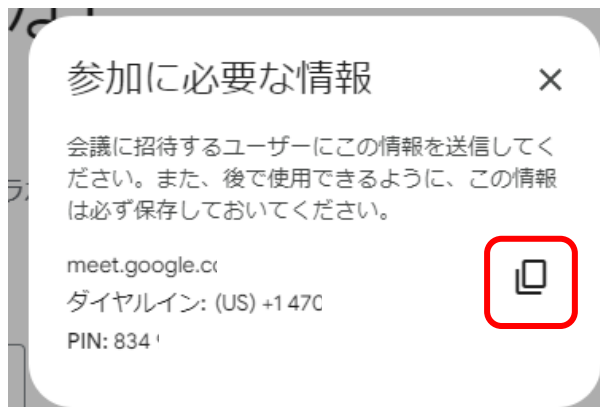 参加に必要な情報
会議に招待するユーザーにこの情報を送信してく
ださい。また、後で使用できるように、この情報
は必ず保存しておいてください。
meet.google.co
ダイヤルイン: (US) +1 470
PIN: 834